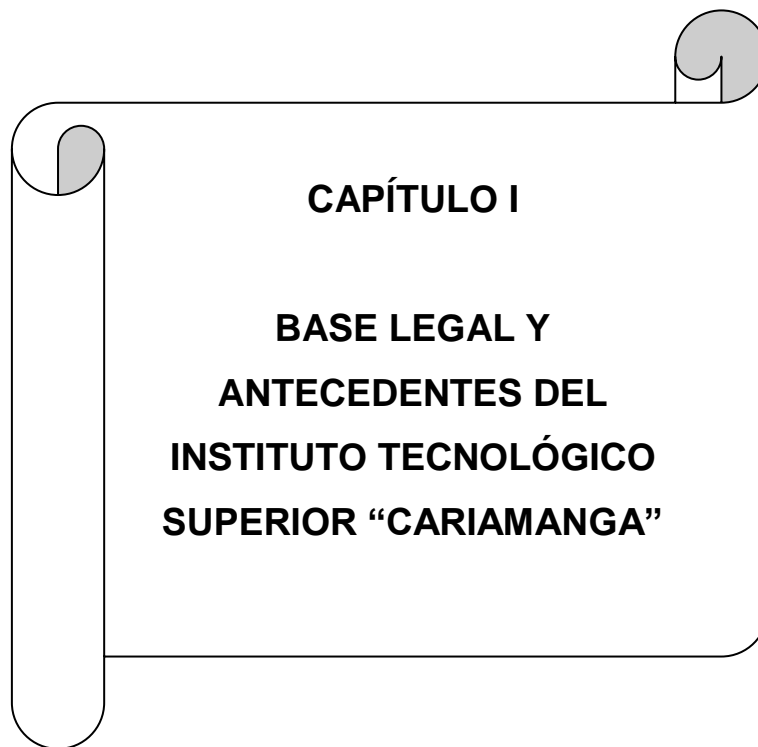 CAPÍTULO I
BASE LEGAL Y
ANTECEDENTES DEL
INSTITUTO TECNOLÓGICO
SUPERIOR “CARIAMANGA”